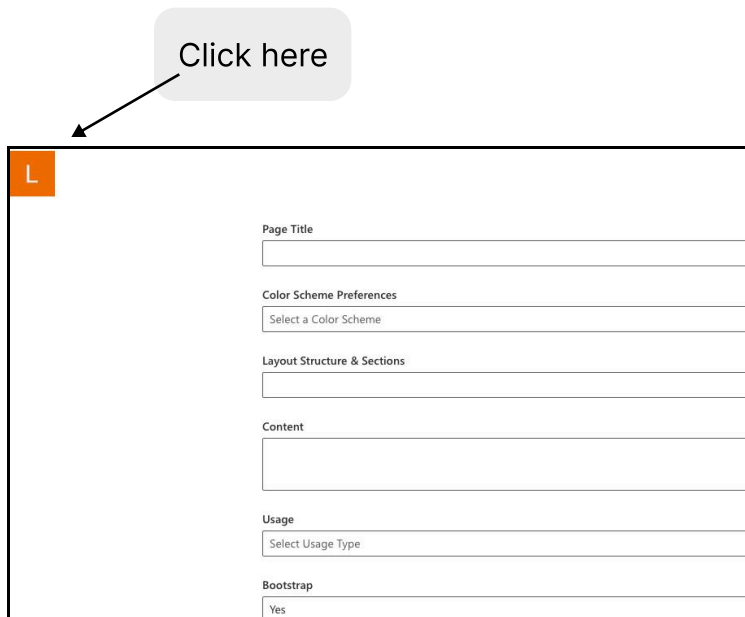 Click here
L
Page Title
Color Scheme Preferences
Select a Color Scheme
Layout Structure & Sections
Content
Usage
Select Usage Type
Bootstrap
Yes